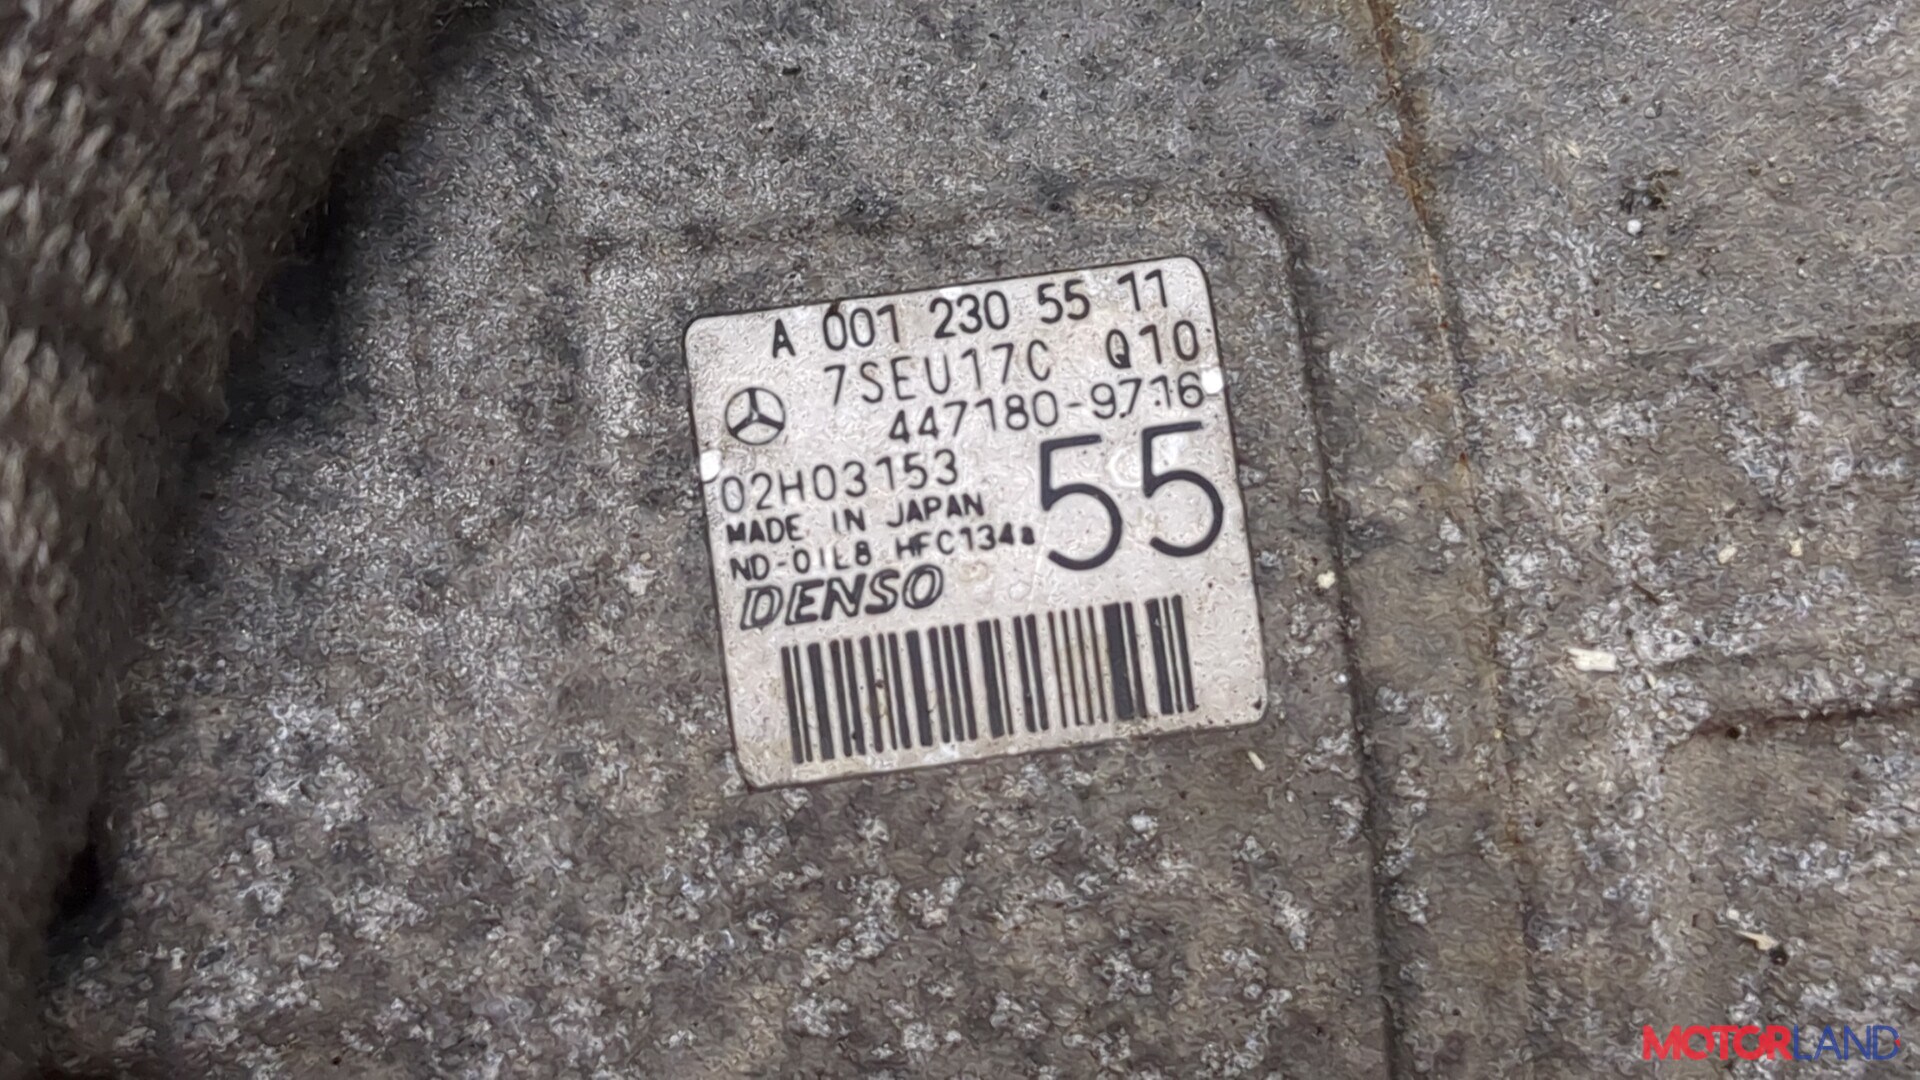 A 001 230 55 11
7SEU17C Q10
447180-9716
02H03153
55
MADE IN JAPAN
ND-OIL8 HFC134a
DENSO
MOTORLAND